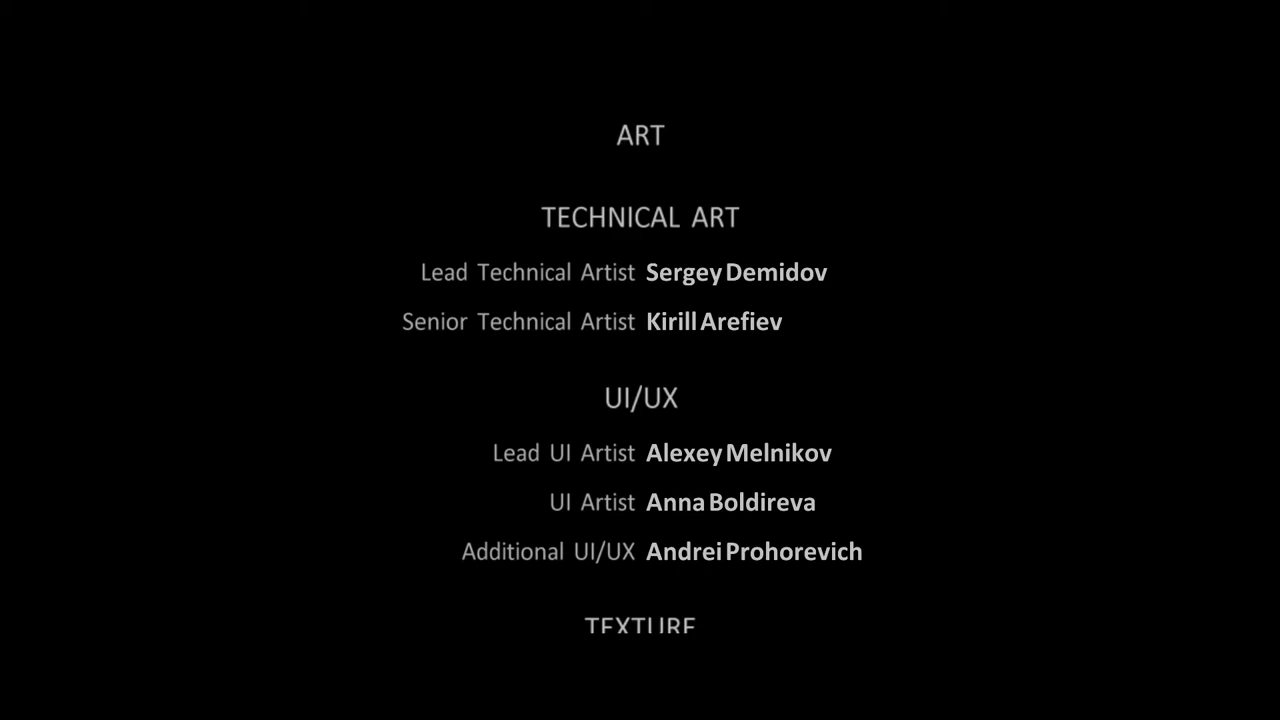 ART
TECHNICAL ART
Lead Technical Artist Sergey Demidov
Senior Technical Artist Kirill Arefiev
UI/UX
Lead UI Artist Alexey Melnikov
UI Artist Anna Boldireva
Additional UI/UX Andrei Prohorevich
TEXTURE